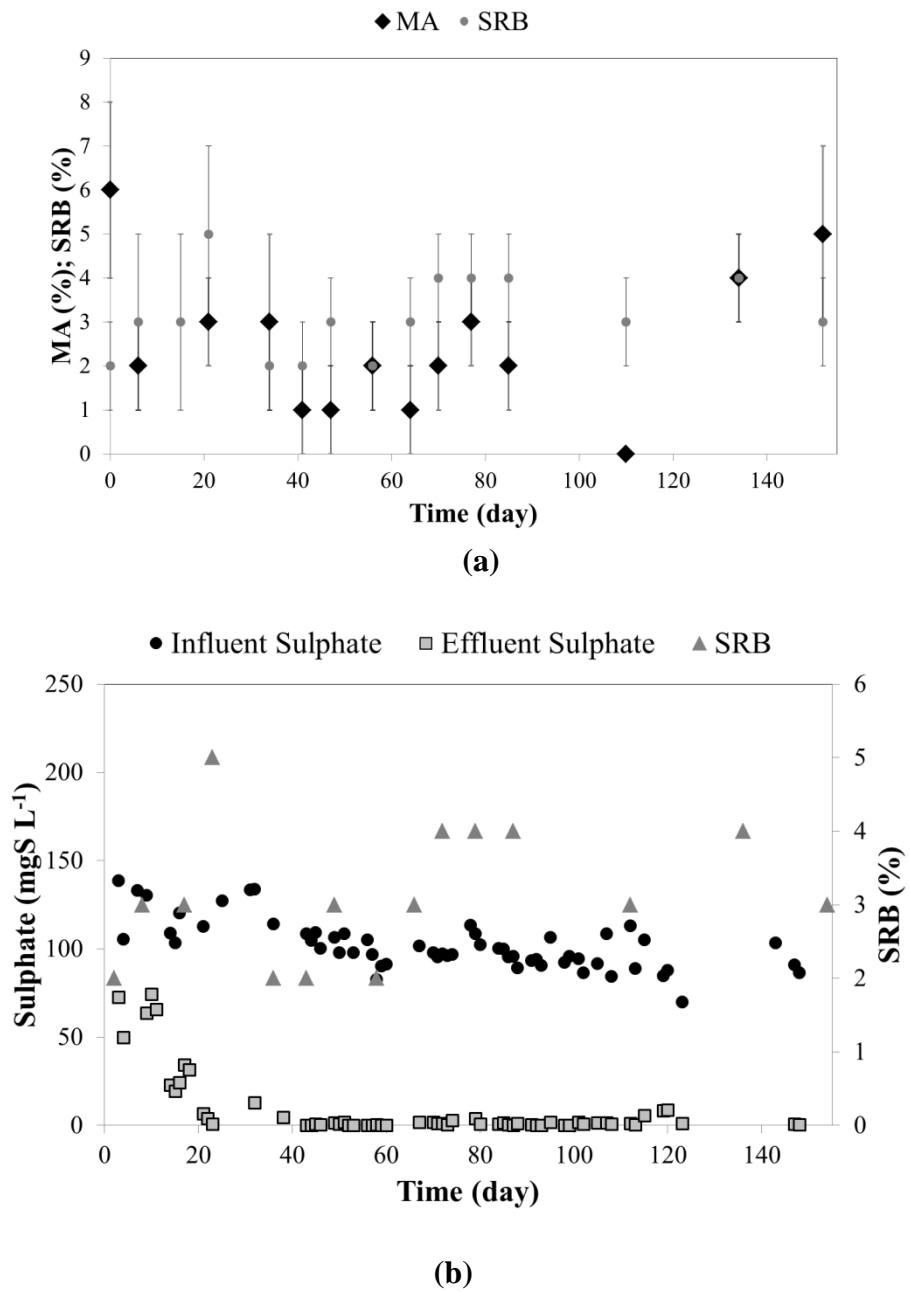 MA SRB
9
8
7
6
5
4
3
2
1
0
MA (%); SRB (%)
0 20 40 60 80 100 120 140
Time (day)
(a)
Influent Sulphate Effluent Sulphate SRB
250
200
150
100
50
0
Sulphate (mgS L⁻¹)
6
5
4
3
2
1
0
SRB (%)
0 20 40 60 80 100 120 140
Time (day)
(b)